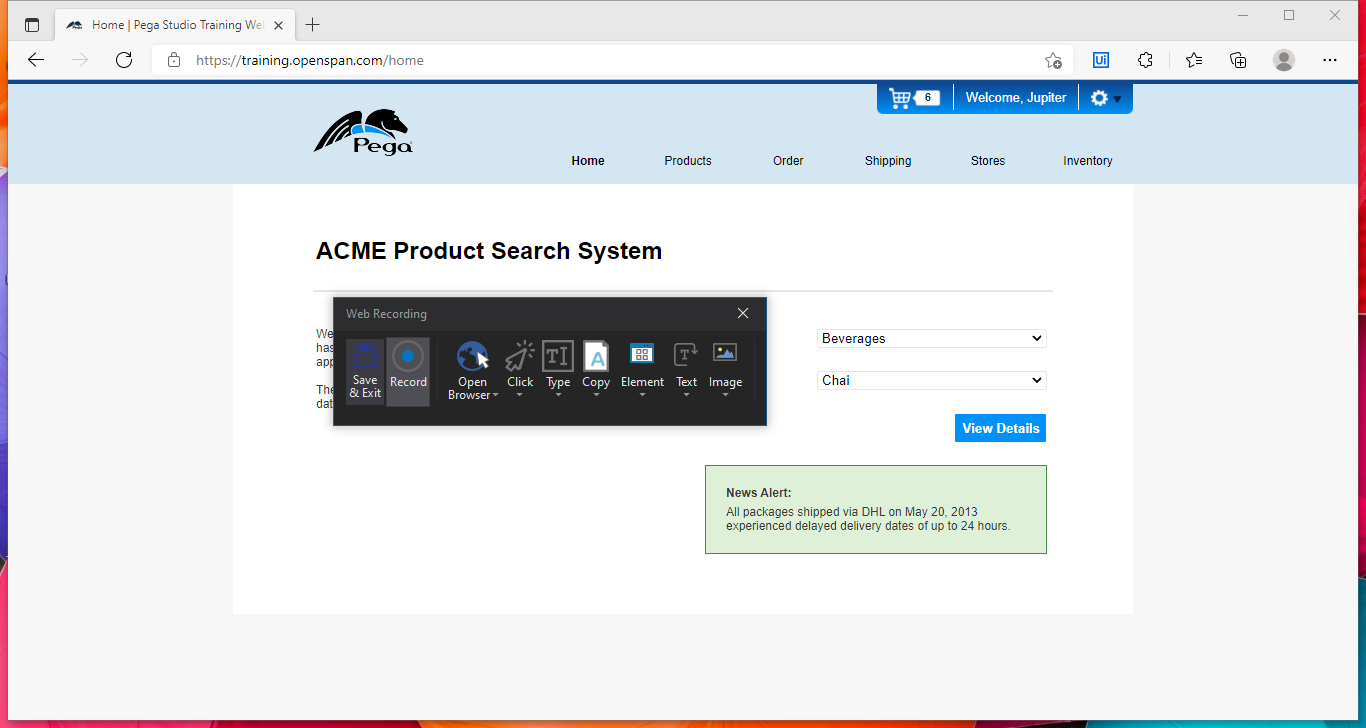 Home | Pega Studio Training We
https://training.openspan.com/home
Ui
6
Welcome, Jupiter
Pega
Home
Products
Order
Shipping
Stores
Inventory
ACME Product Search System
Web Recording
We
has
app
The
dat
Save
& Exit
Record
Open
Browser
Click
TI
Type
A
Copy
Element
T
Text
Image
Beverages
Chai
View Details
News Alert:
All packages shipped via DHL on May 20, 2013
experienced delayed delivery dates of up to 24 hours.